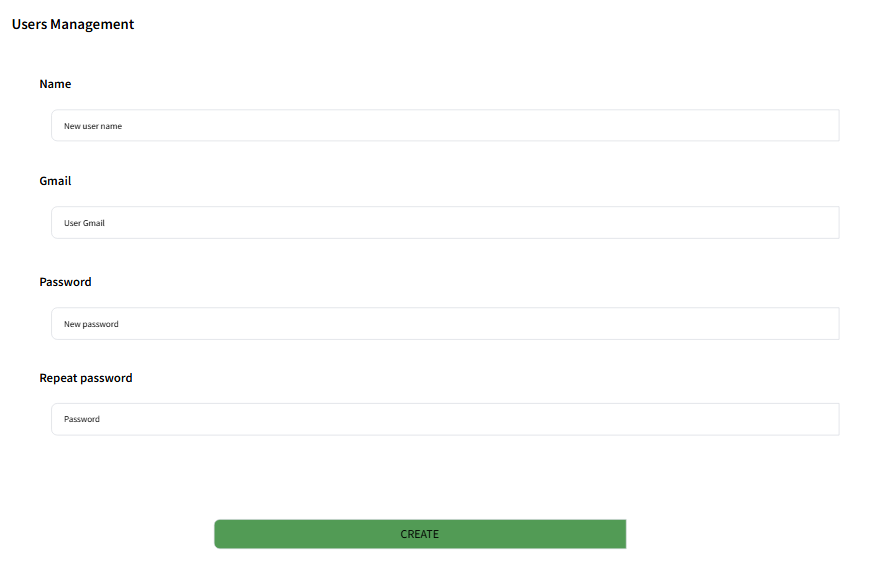 Users Management
Name
New user name
Gmail
User Gmail
Password
New password
Repeat password
Password
CREATE